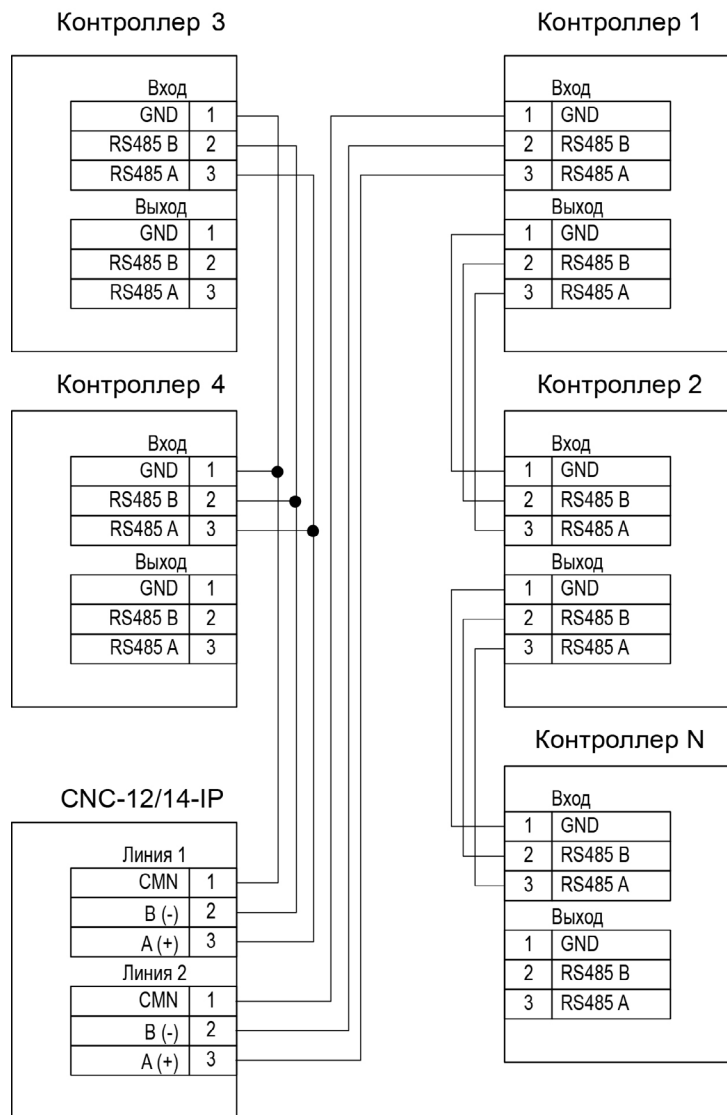 Контроллер 3
Вход
GND 1
RS485 B 2
RS485 A 3
Выход
GND 1
RS485 B 2
RS485 A 3
Контроллер 4
Вход
GND 1
RS485 B 2
RS485 A 3
Выход
GND 1
RS485 B 2
RS485 A 3
CNC-12/14-IP
Линия 1
CMN 1
B (-) 2
A (+) 3
Линия 2
CMN 1
B (-) 2
A (+) 3
Контроллер 1
Вход
1 GND
2 RS485 B
3 RS485 A
Выход
1 GND
2 RS485 B
3 RS485 A
Контроллер 2
Вход
1 GND
2 RS485 B
3 RS485 A
Выход
1 GND
2 RS485 B
3 RS485 A
Контроллер N
Вход
1 GND
2 RS485 B
3 RS485 A
Выход
1 GND
2 RS485 B
3 RS485 A